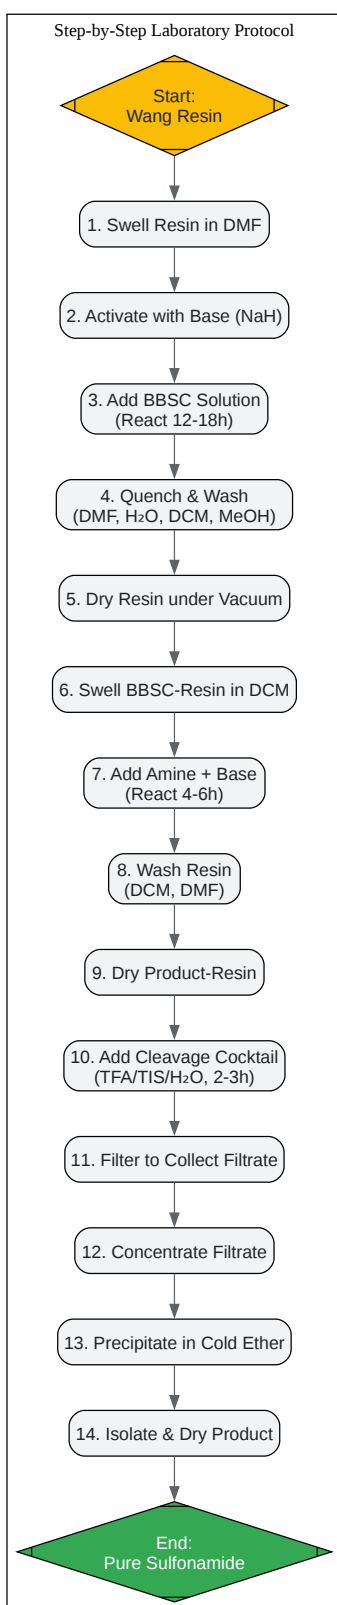 Step-by-Step Laboratory Protocol
Start:
Wang Resin
1. Swell Resin in DMF
2. Activate with Base (NaH)
3. Add BBSC Solution
(React 12-18h)
4. Quench & Wash
(DMF, H₂O, DCM, MeOH)
5. Dry Resin under Vacuum
6. Swell BBSC-Resin in DCM
7. Add Amine + Base
(React 4-6h)
8. Wash Resin
(DCM, DMF)
9. Dry Product-Resin
10. Add Cleavage Cocktail
(TFA/TIS/H₂O, 2-3h)
11. Filter to Collect Filtrate
12. Concentrate Filtrate
13. Precipitate in Cold Ether
14. Isolate & Dry Product
End:
Pure Sulfonamide